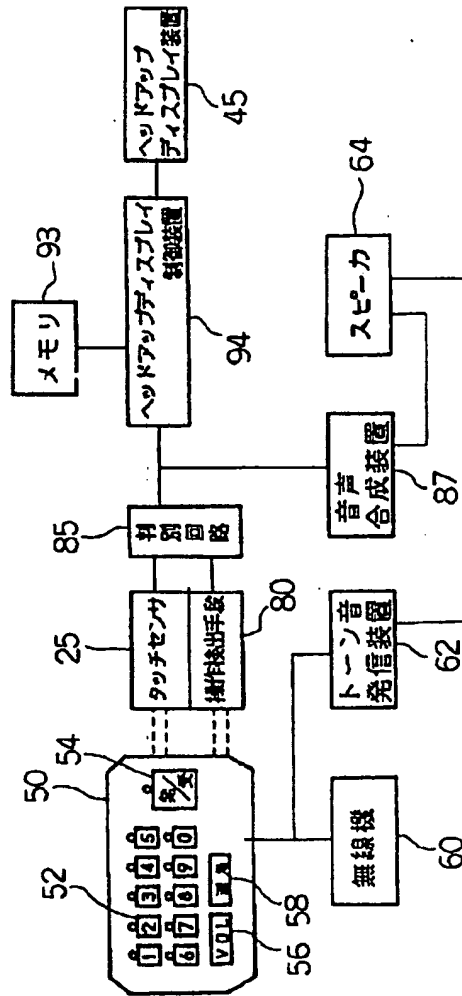 93
メモリ
50
52
54
25
85
1
2
3
4
5
6
7
8
9
0
発/受
VOL
56
58
タッチセンサ
操作検出手段
80
判別回路
ヘッドアップディスプレイ
制御装置
94
ヘッドアップ
ディスプレイ装置
45
無線機
60
トーン音
発信装置
62
音声
合成装置
87
スピーカ
64